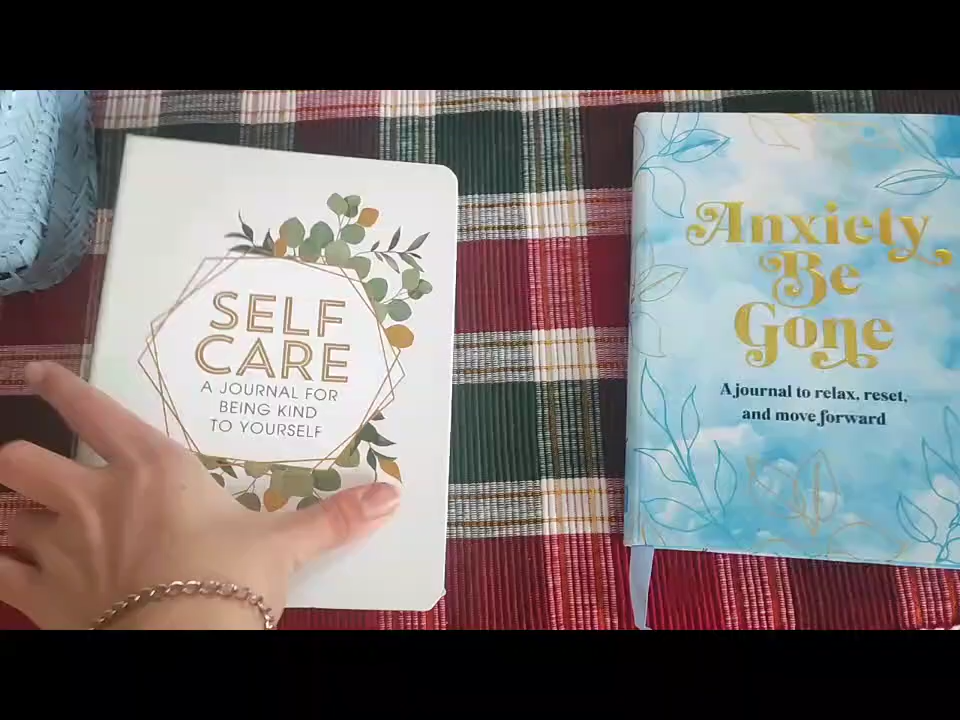 SELF
CARE
A JOURNAL FOR
BEING KIND
TO YOURSELF
Anxiety
Be
Gone
A journal to relax, reset,
and move forward